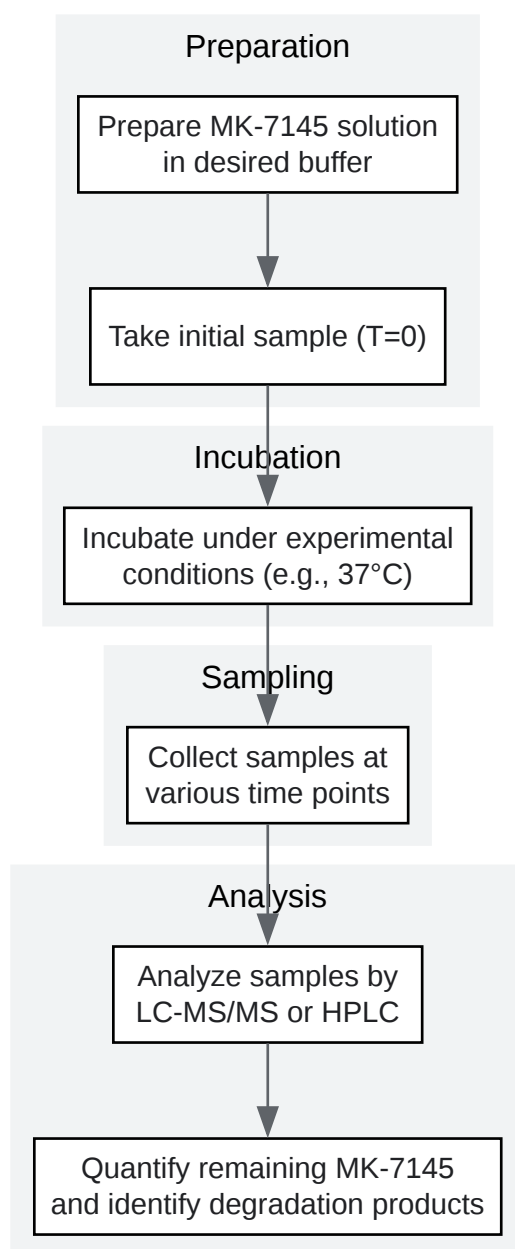 Preparation
Prepare MK-7145 solution
in desired buffer
Take initial sample (T=0)
Incubation
Incubate under experimental
conditions (e.g., 37°C)
Sampling
Collect samples at
various time points
Analysis
Analyze samples by
LC-MS/MS or HPLC
Quantify remaining MK-7145
and identify degradation products